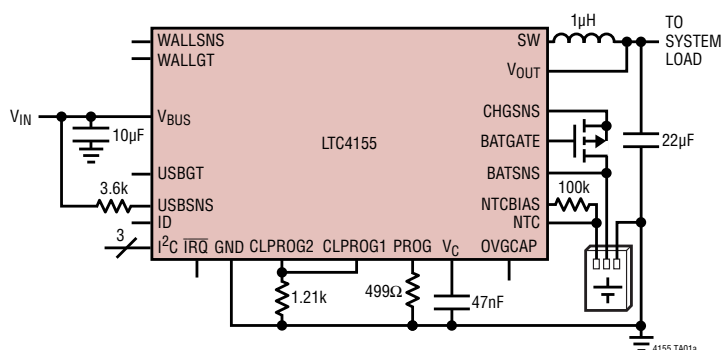 1µH
TO
SYSTEM
LOAD
WALLSNS
WALLGT
SW
VOUT
VIN
VBUS
10µF
LTC4155
CHGSNS
BATGATE
BATSNS
22µF
USBGT
3.6k
USBSNS
ID
NTCBIAS
100k
NTC
3
I2C IRQ GND CLPROG2 CLPROG1 PROG VC OVGCAP
1.21k
499Ω
47nF
4155 TA01a